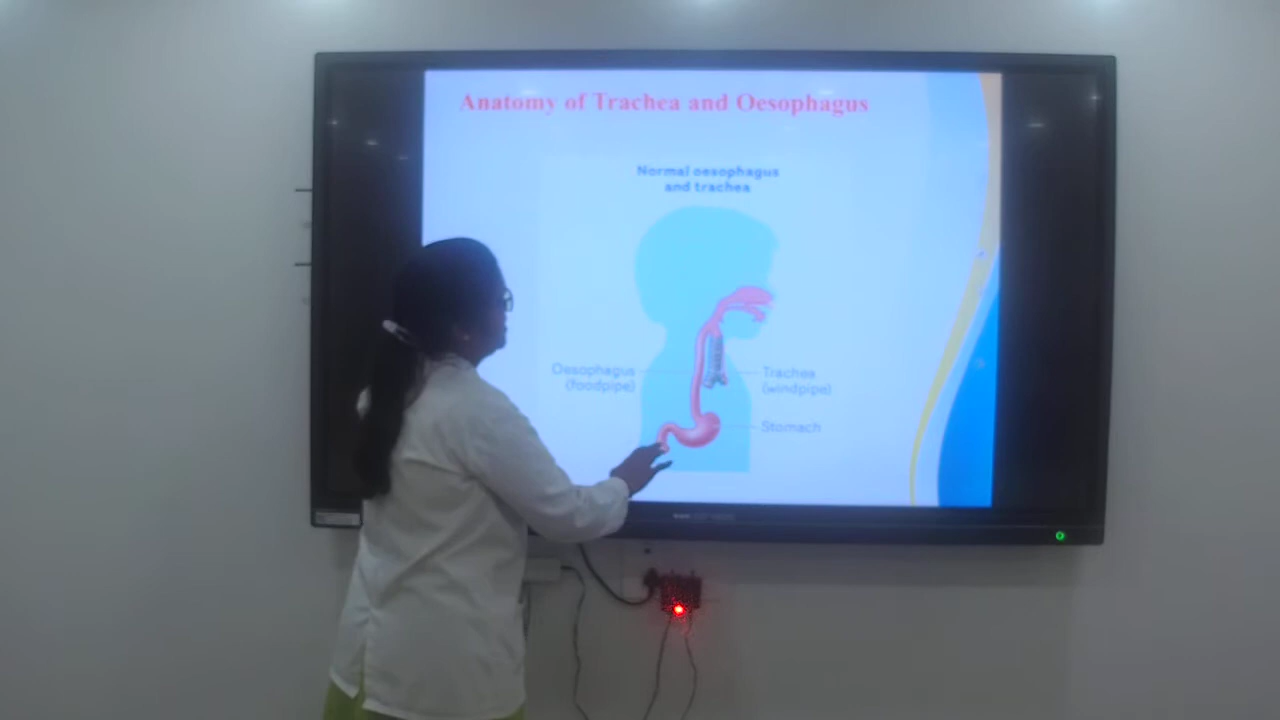 Anatomy of Trachea and Oesophagus
Normal oesophagus
and trachea
Oesophagus
(foodpipe)
Trachea
(windpipe)
Stomach